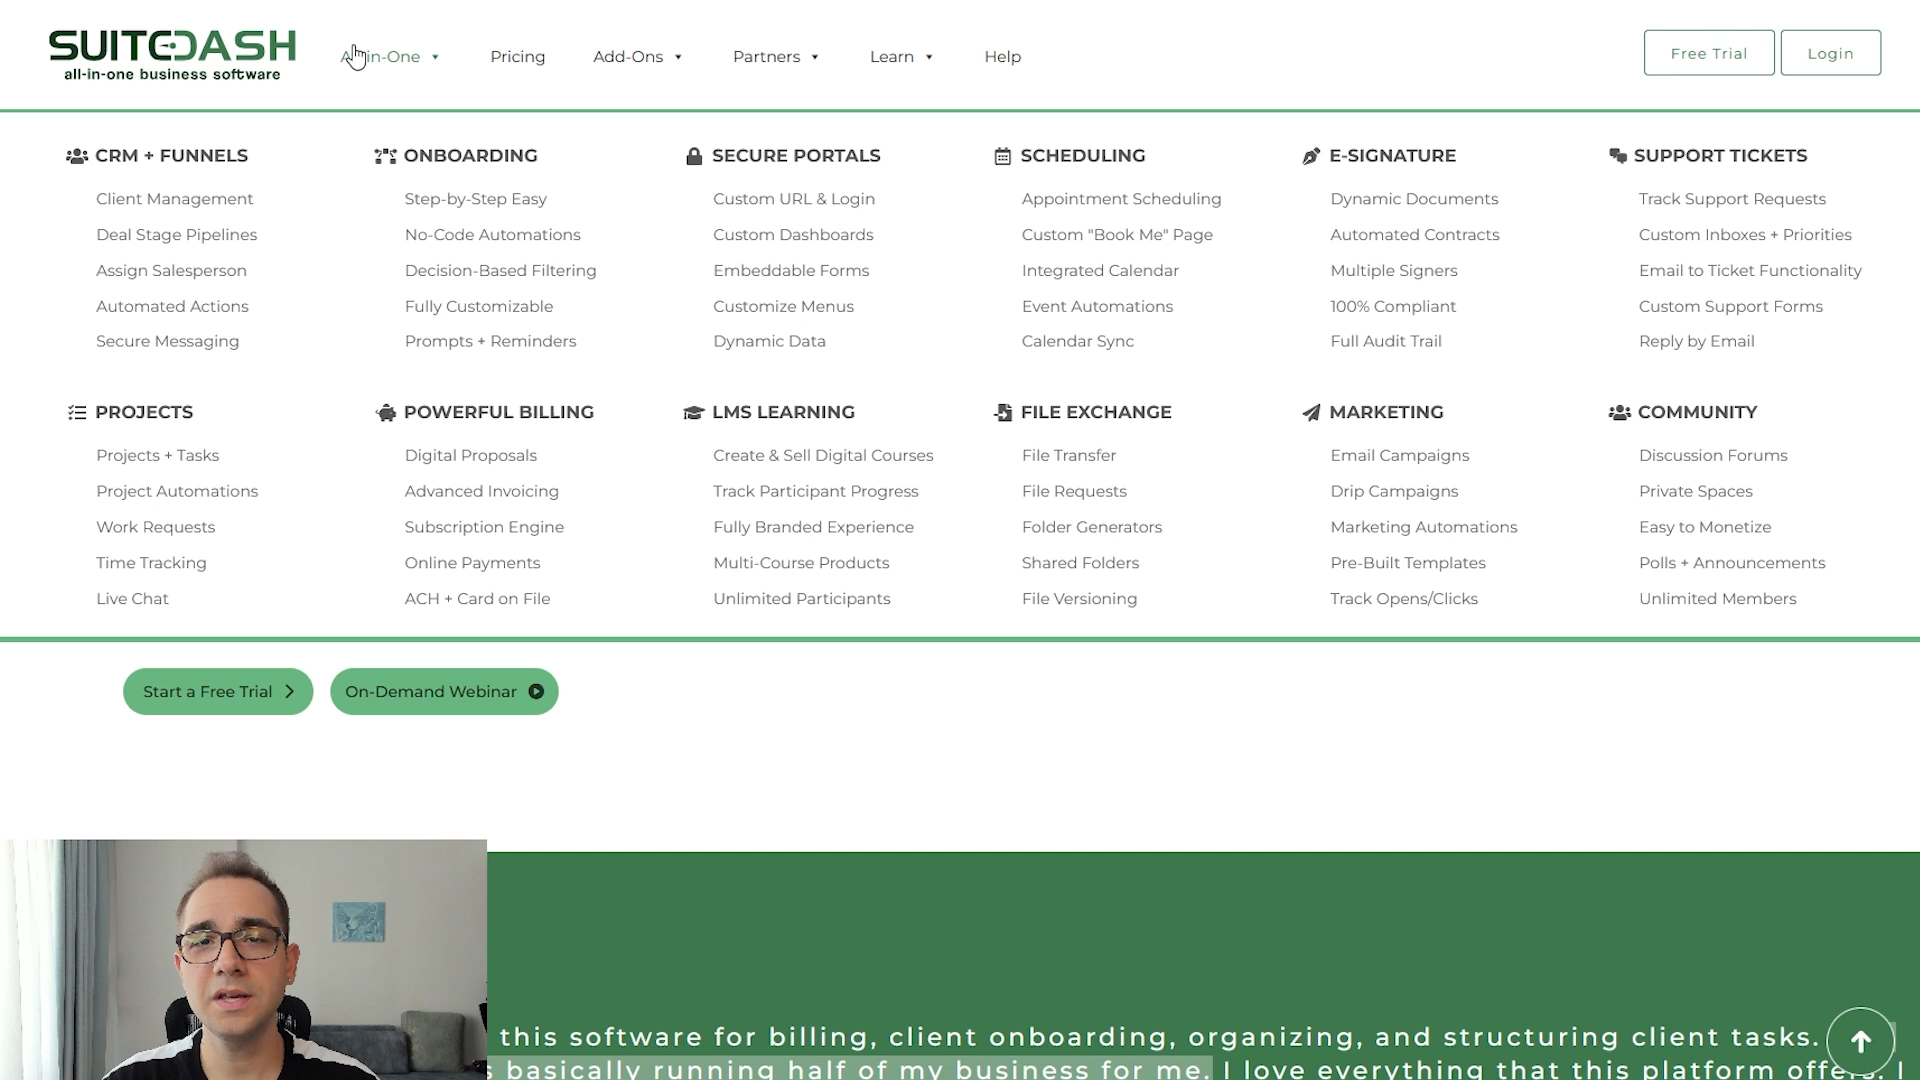 SUITEDASH
all-in-one business software
All-in-One
Pricing
Add-Ons
Partners
Learn
Help
Free Trial
Login
CRM + FUNNELS
Client Management
Deal Stage Pipelines
Assign Salesperson
Automated Actions
Secure Messaging
ONBOARDING
Step-by-Step Easy
No-Code Automations
Decision-Based Filtering
Fully Customizable
Prompts + Reminders
SECURE PORTALS
Custom URL & Login
Custom Dashboards
Embeddable Forms
Customize Menus
Dynamic Data
SCHEDULING
Appointment Scheduling
Custom "Book Me" Page
Integrated Calendar
Event Automations
Calendar Sync
E-SIGNATURE
Dynamic Documents
Automated Contracts
Multiple Signers
100% Compliant
Full Audit Trail
SUPPORT TICKETS
Track Support Requests
Custom Inboxes + Priorities
Email to Ticket Functionality
Custom Support Forms
Reply by Email
PROJECTS
Projects + Tasks
Project Automations
Work Requests
Time Tracking
Live Chat
POWERFUL BILLING
Digital Proposals
Advanced Invoicing
Subscription Engine
Online Payments
ACH + Card on File
LMS LEARNING
Create & Sell Digital Courses
Track Participant Progress
Fully Branded Experience
Multi-Course Products
Unlimited Participants
FILE EXCHANGE
File Transfer
File Requests
Folder Generators
Shared Folders
File Versioning
MARKETING
Email Campaigns
Drip Campaigns
Marketing Automations
Pre-Built Templates
Track Opens/Clicks
COMMUNITY
Discussion Forums
Private Spaces
Easy to Monetize
Polls + Announcements
Unlimited Members
Start a Free Trial
On-Demand Webinar
this software for billing, client onboarding, organizing, and structuring client tasks.
basically running half of my business for me. I love everything that this platform offers. I